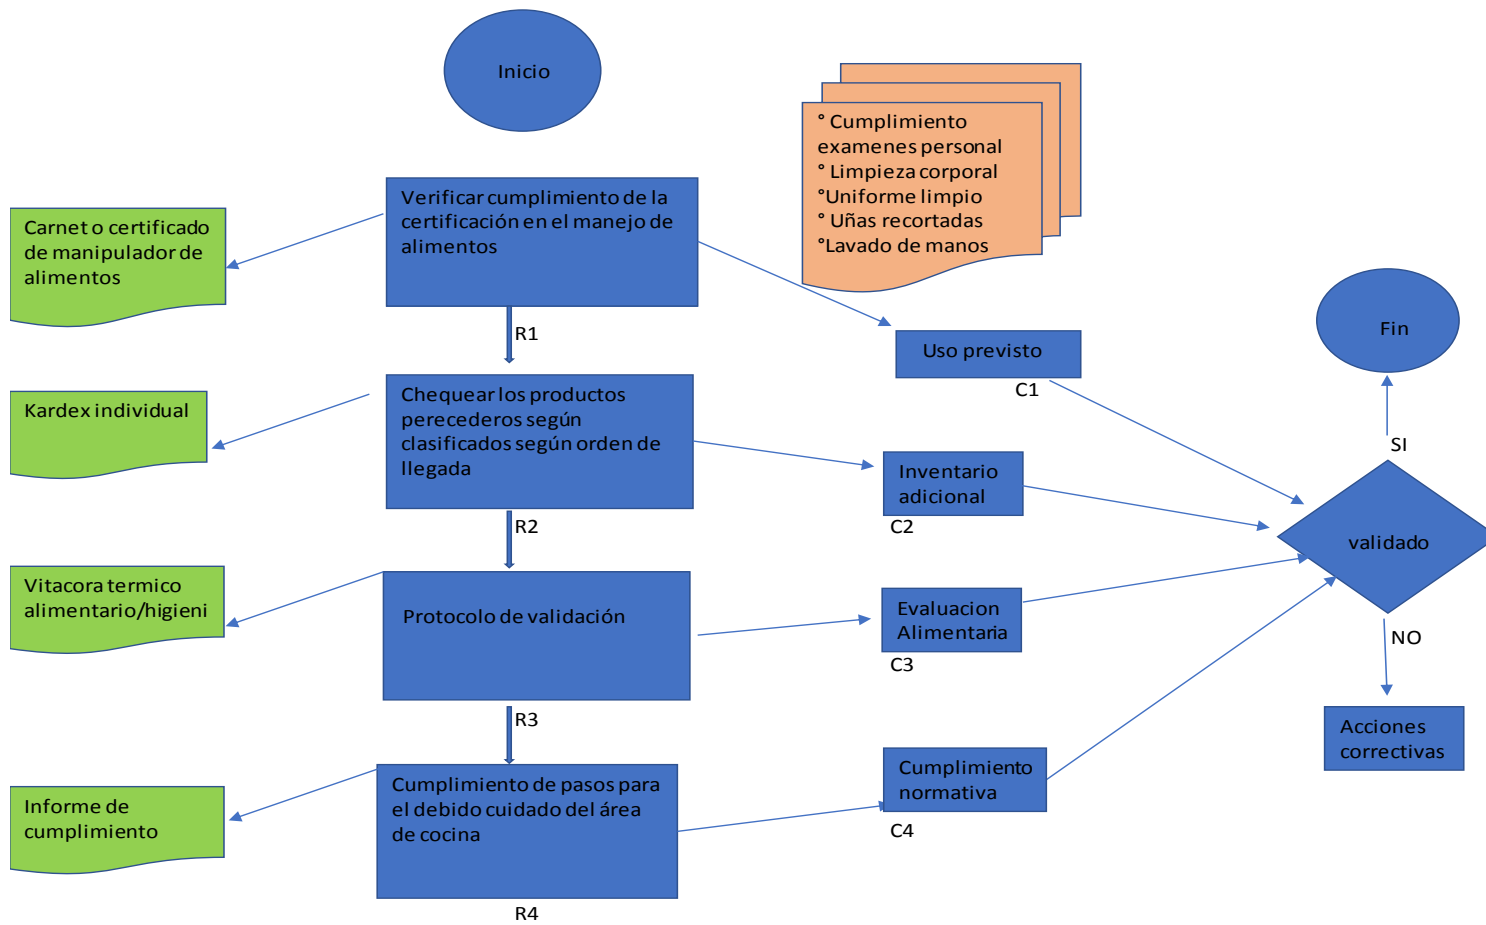 Inicio
° Cumplimiento
examenes personal
° Limpieza corporal
°Uniforme limpio
° Uñas recortadas
°Lavado de manos
Verificar cumplimiento de la
certificación en el manejo de
alimentos
Carnet o certificado
de manipulador de
alimentos
R1
Uso previsto
C1
Fin
Chequear los productos
perecederos según
clasificados según orden de
llegada
Kardex individual
SI
Inventario
adicional
C2
R2
validado
Vitacora termico
alimentario/higieni
Protocolo de validación
Evaluacion
Alimentaria
C3
NO
R3
Acciones
correctivas
Cumplimiento
normativa
C4
Cumplimiento de pasos para
el debido cuidado del área
de cocina
Informe de
cumplimiento
R4